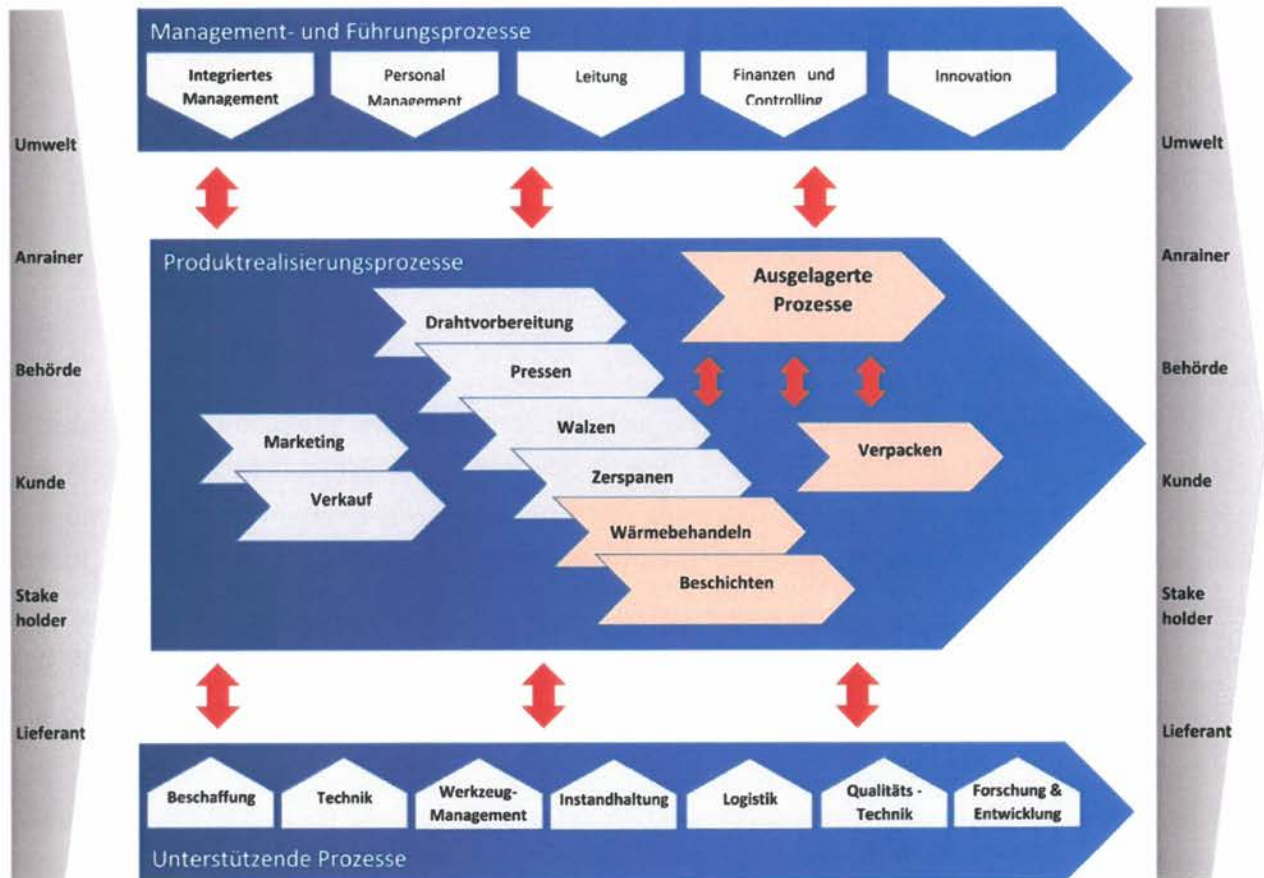 Management- und Führungsprozesse
Integriertes
Management
Personal
Management
Leitung
Finanzen und
Controlling
Innovation
Umwelt
Anrainer
Behörde
Kunde
Stake
holder
Lieferant
Produktrealisierungsprozesse
Ausgelagerte
Prozesse
Drahtvorbereitung
Pressen
Walzen
Zerspanen
Wärmebehandeln
Beschichten
Marketing
Verkauf
Verpacken
Umwelt
Anrainer
Behörde
Kunde
Stake
holder
Lieferant
Beschaffung
Technik
Werkzeug-
Management
Instandhaltung
Logistik
Qualitäts -
Technik
Forschung &
Entwicklung
Unterstützende Prozesse